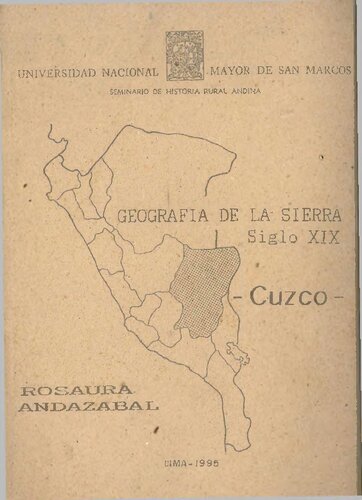 UNIVERSIDAD NACIONAL MAYOR DE SAN MARCOS
SEMINARIO DE HISTORIA RURAL ANDINA
GEOGRAFIA DE LA SIERRA
Siglo XIX
- Cuzco -
ROSAURA
ANDAZABAL
LIMA-1995